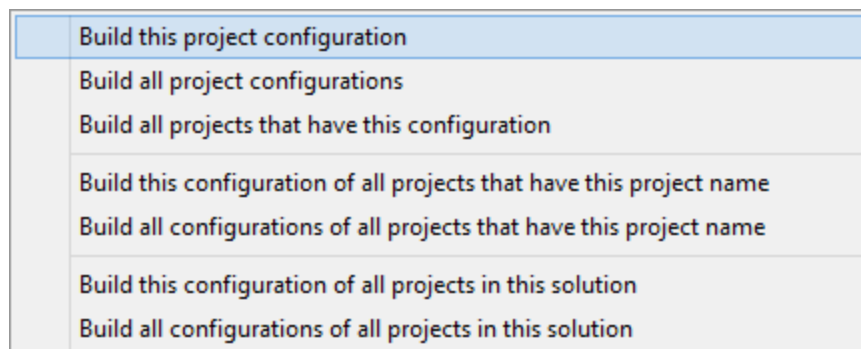 Build this project configuration
Build all project configurations
Build all projects that have this configuration
Build this configuration of all projects that have this project name
Build all configurations of all projects that have this project name
Build this configuration of all projects in this solution
Build all configurations of all projects in this solution